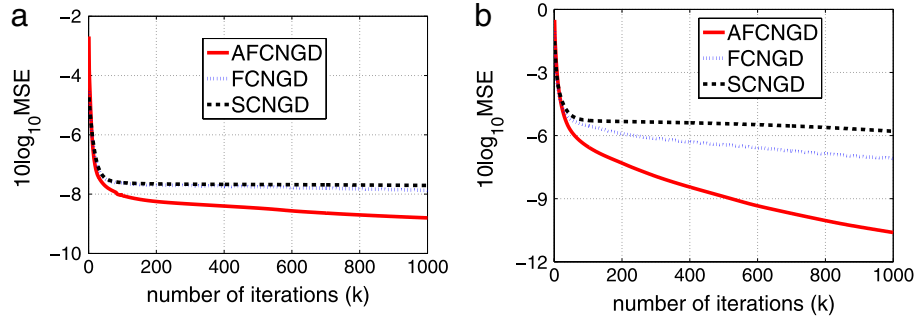 a
−2
−4
−6
−8
−10
10log10MSE
AFCNGD
FCNGD
SCNGD
0 200 400 600 800 1000
number of iterations (k)
b
0
−3
−6
−9
−12
10log10MSE
AFCNGD
FCNGD
SCNGD
0 200 400 600 800 1000
number of iterations (k)